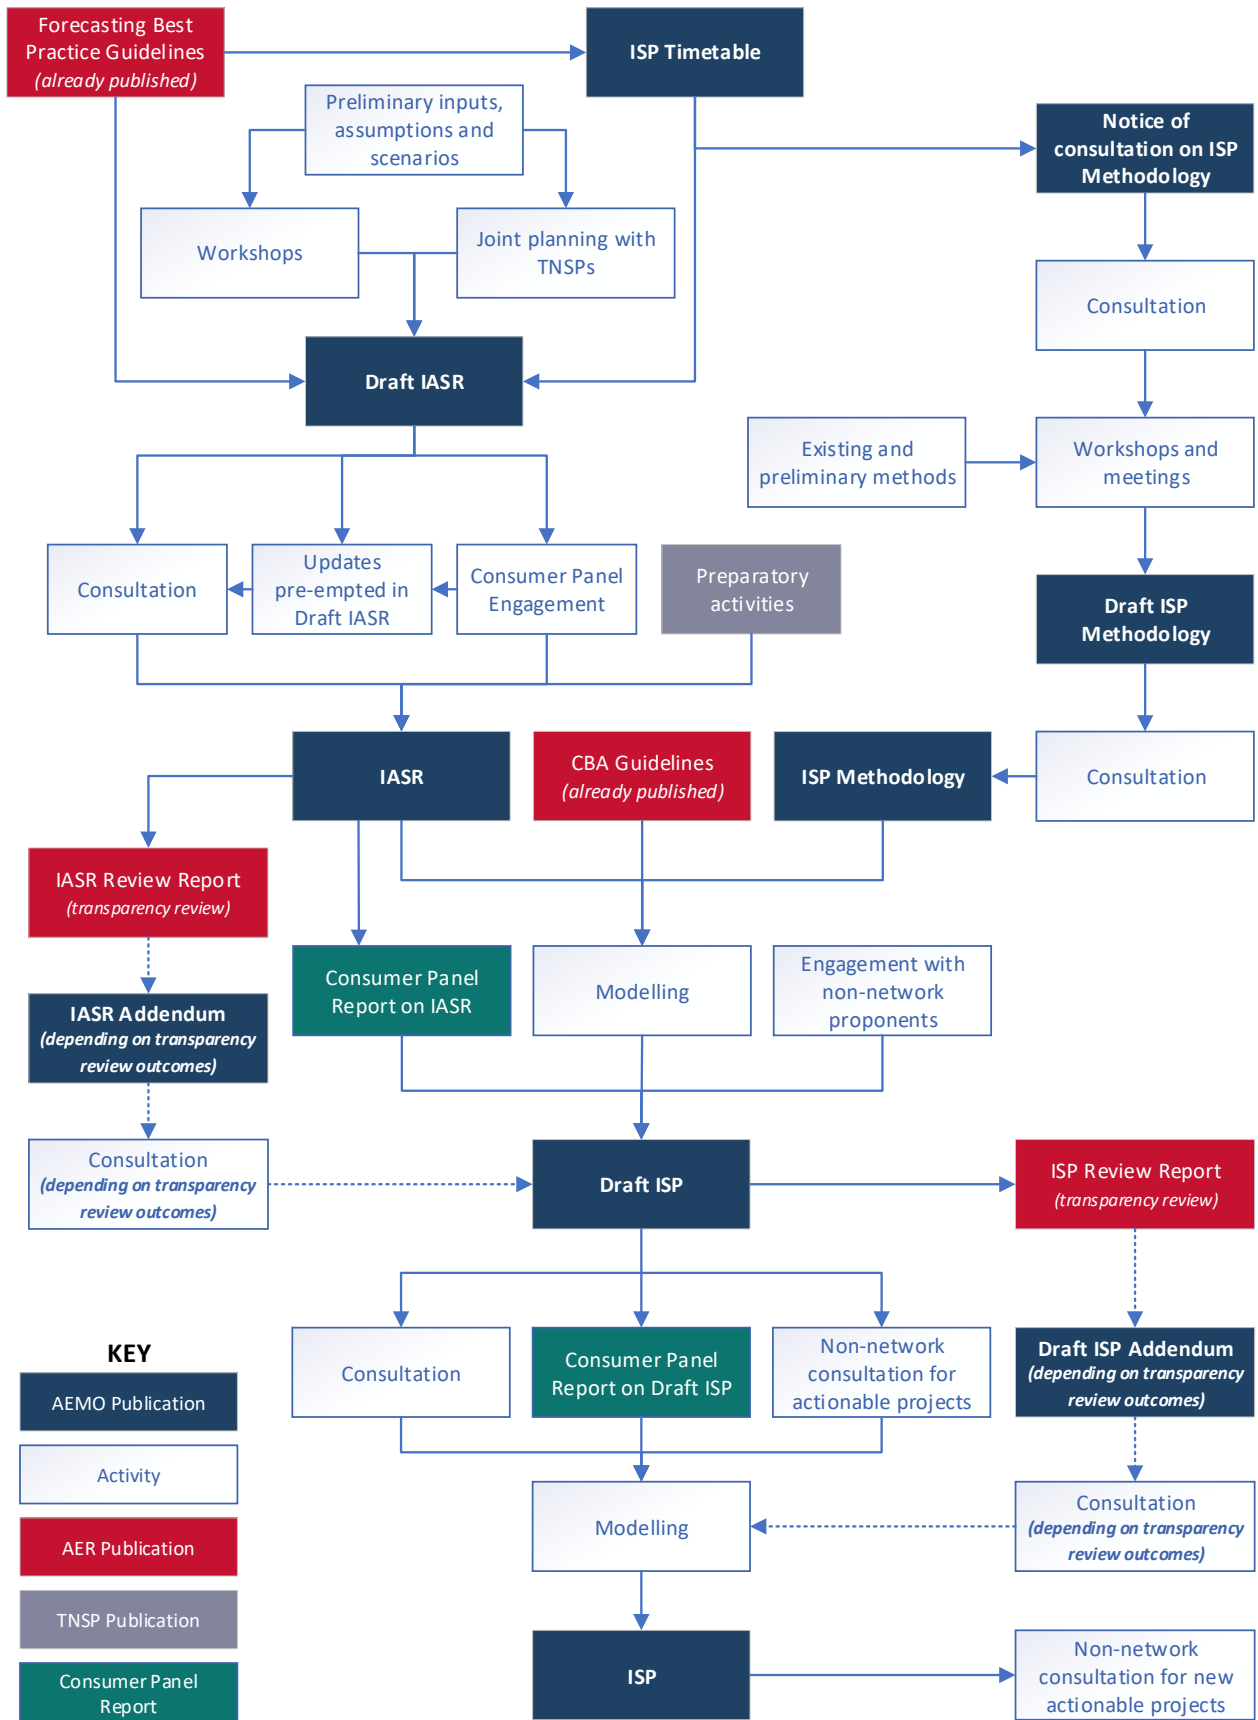 Forecasting Best
Practice Guidelines
(already published)
ISP Timetable
Preliminary inputs,
assumptions and
scenarios
Notice of
consultation on ISP
Methodology
Workshops
Joint planning with
TNSPs
Consultation
Draft IASR
Existing and
preliminary methods
Workshops and
meetings
Consultation
Updates
pre-empted in
Draft IASR
Consumer Panel
Engagement
Preparatory
activities
Draft ISP
Methodology
IASR
CBA Guidelines
(already published)
ISP Methodology
Consultation
IASR Review Report
(transparency review)
Consumer Panel
Report on IASR
Modelling
Engagement with
non-network
proponents
IASR Addendum
(depending on transparency
review outcomes)
Consultation
(depending on transparency
review outcomes)
Draft ISP
ISP Review Report
(transparency review)
Consultation
Consumer Panel
Report on Draft ISP
Non-network
consultation for
actionable projects
Draft ISP Addendum
(depending on transparency
review outcomes)
Modelling
Consultation
(depending on transparency
review outcomes)
ISP
Non-network
consultation for new
actionable projects
KEY
AEMO Publication
Activity
AER Publication
TNSP Publication
Consumer Panel
Report